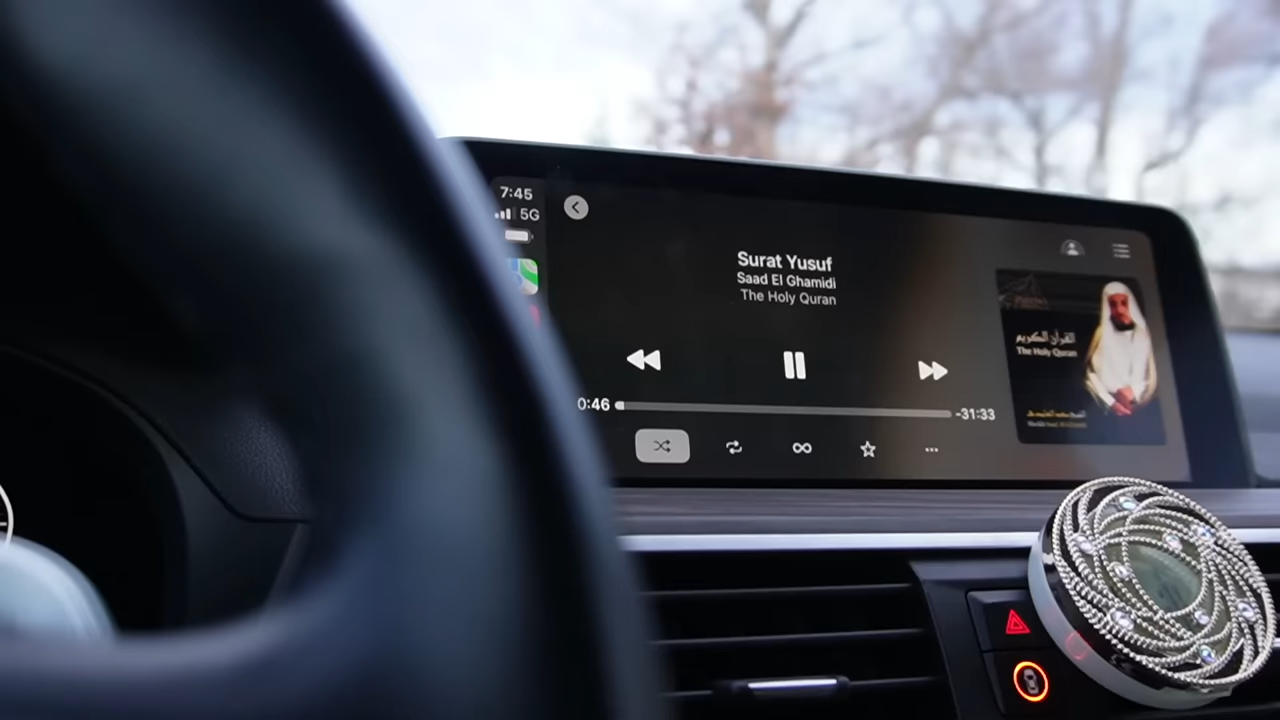 7:45
5G
Surat Yusuf
Saad El Ghamidi
The Holy Quran
0:46
-31:33
القرآن الكريم
The Holy Quran